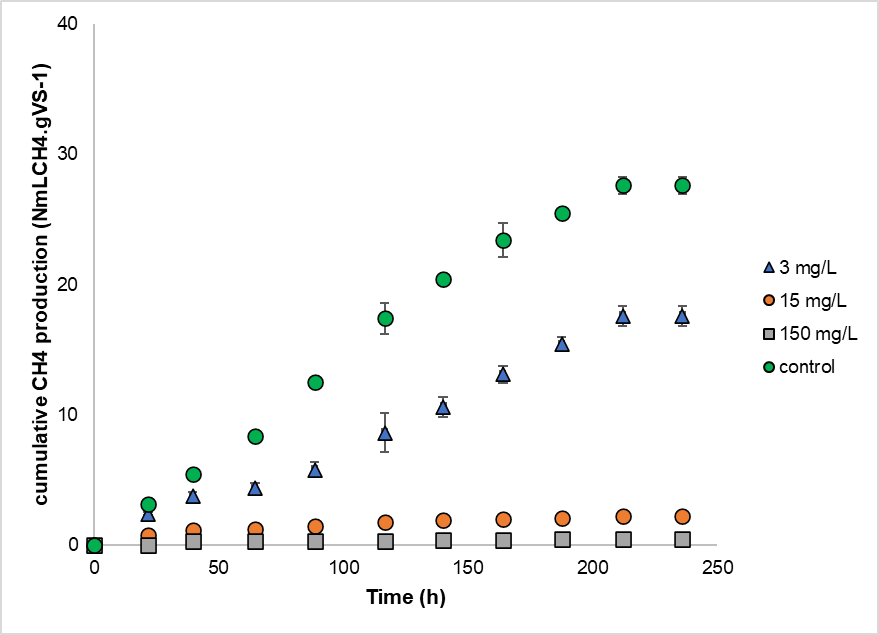 cumulative CH4 production (NmLCH4.gVS-1)
40
30
20
10
0
0 50 100 150 200 250
Time (h)
3 mg/L
15 mg/L
150 mg/L
control